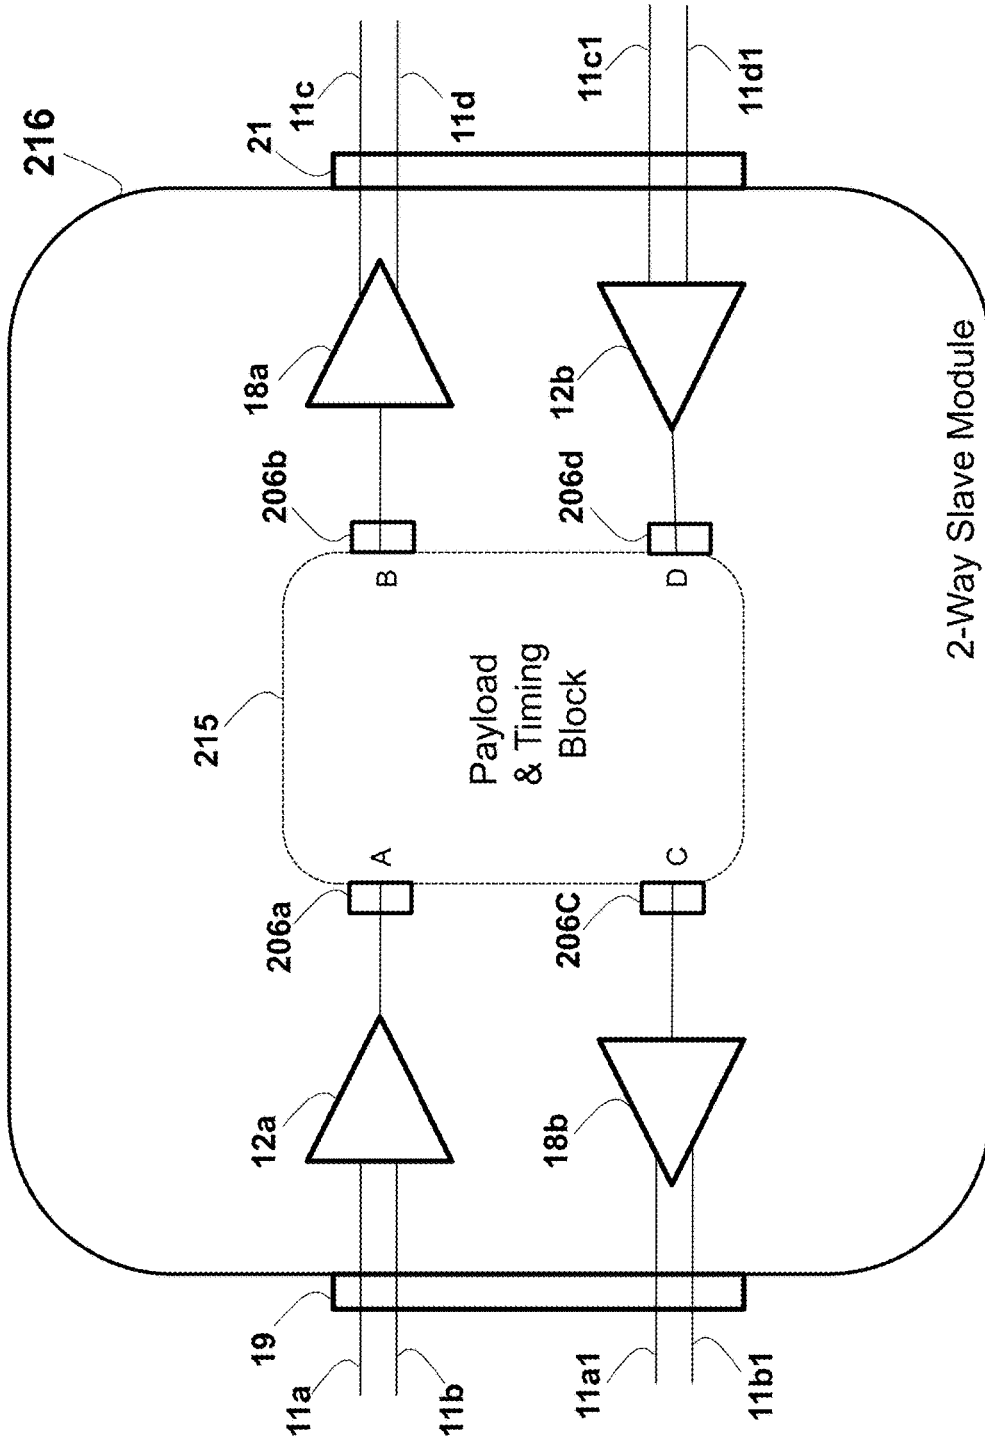 216
11c
11d
11c1
11d1
21
18a
12b
206b
206d
B
D
215
Payload
& Timing
Block
A
C
206a
206C
12a
18b
19
11a
11b
11a1
11b1
2-Way Slave Module